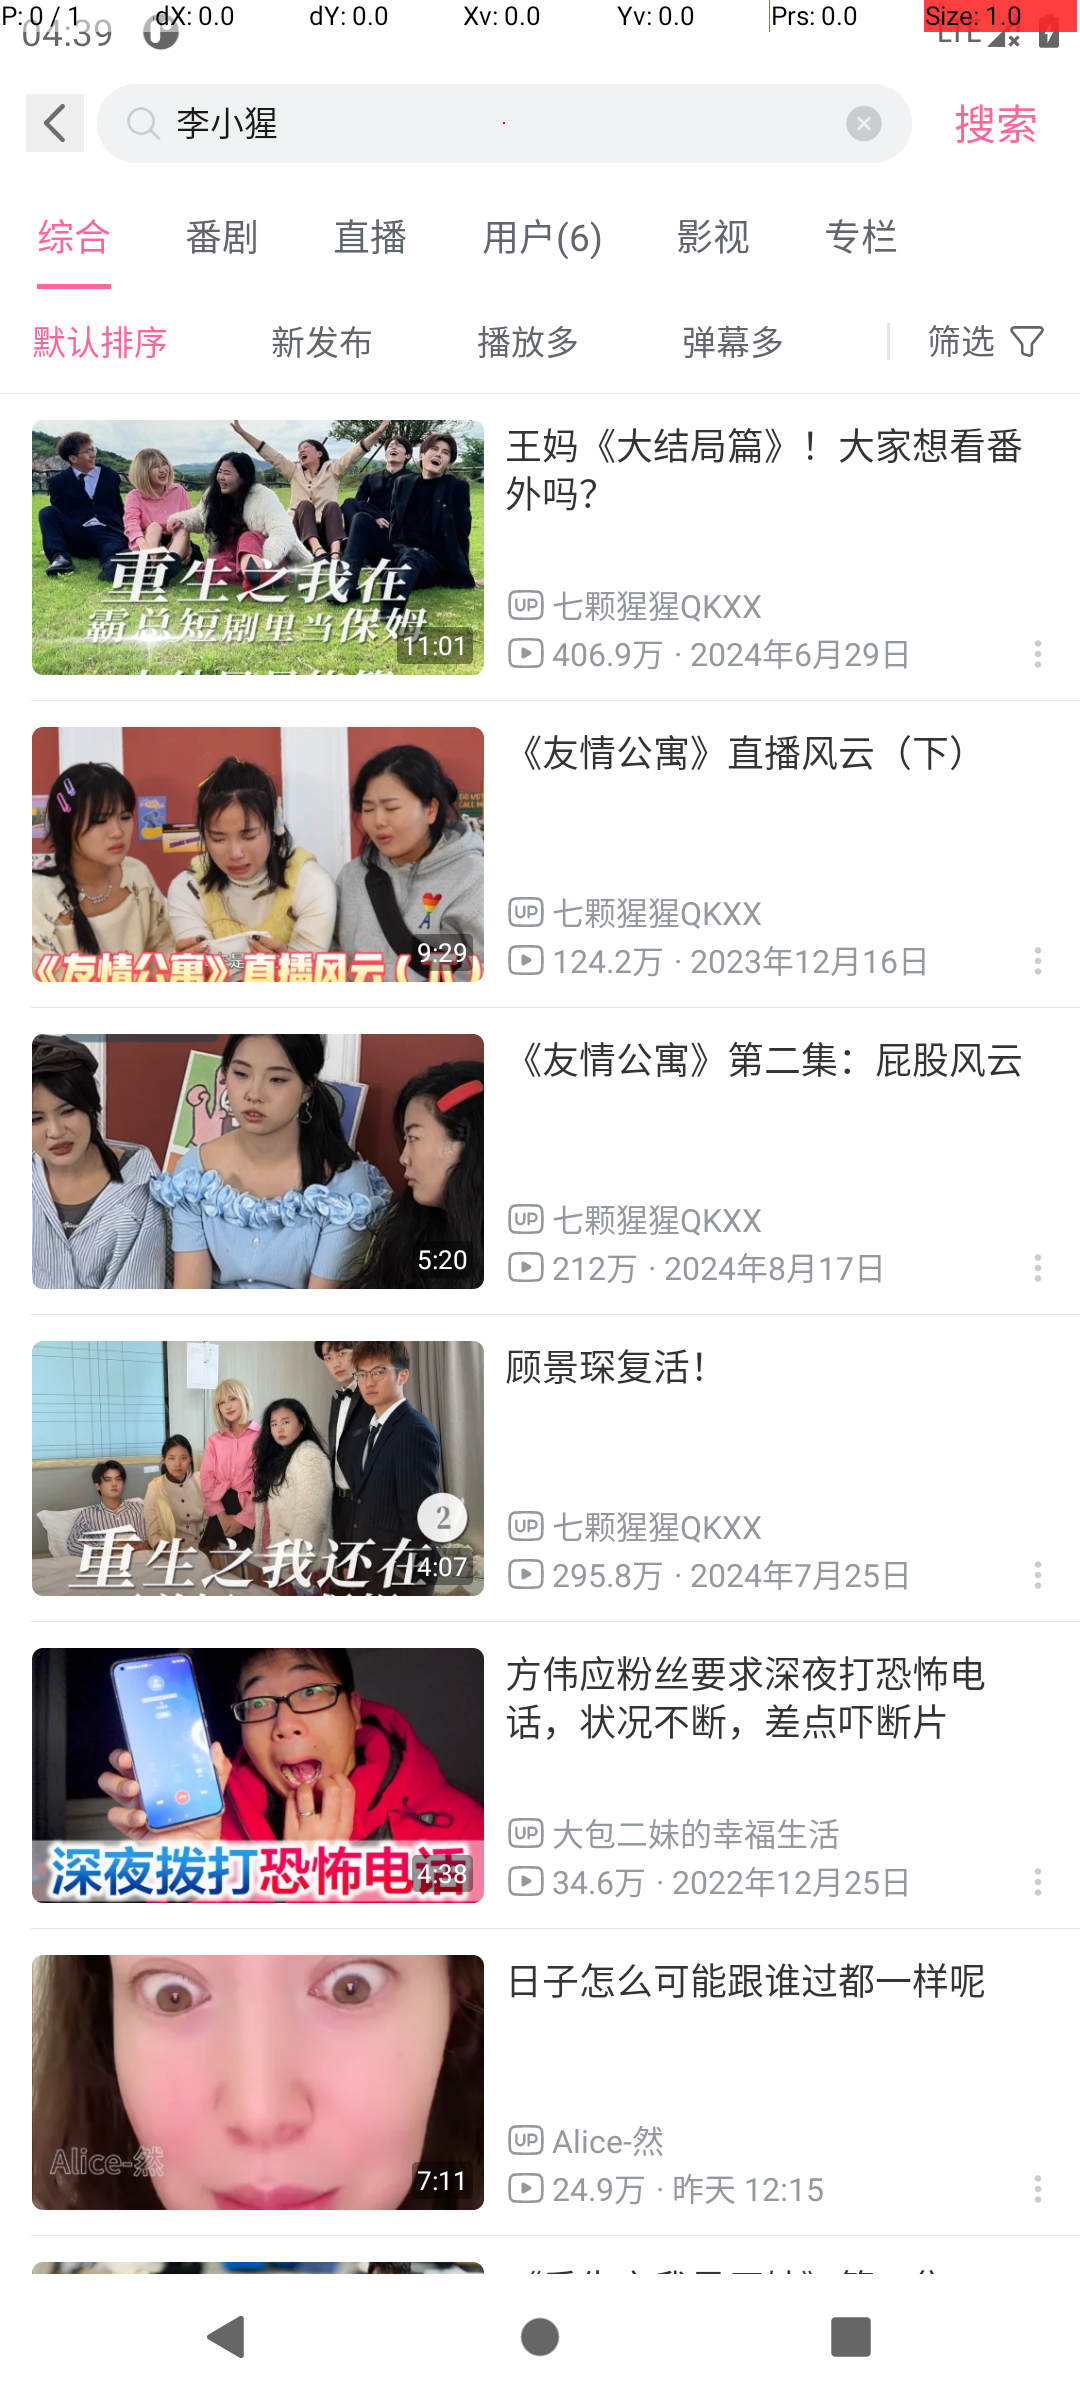 P: 0 / 1 dX: 0.0 dY: 0.0 Xv: 0.0 Yv: 0.0 Prs: 0.0 Size: 1.0
04:39 LTE
李小猩 搜索
综合 番剧 直播 用户(6) 影视 专栏
默认排序 新发布 播放多 弹幕多 筛选
重生之我在
霸总短剧里当保姆
11:01
王妈《大结局篇》！大家想看番
外吗？
UP 七颗猩猩QKXX
406.9万 · 2024年6月29日
《友情公寓》直播风云（下）
9:29
《友情公寓》直播风云（下）
UP 七颗猩猩QKXX
124.2万 · 2023年12月16日
5:20
《友情公寓》第二集：屁股风云
UP 七颗猩猩QKXX
212万 · 2024年8月17日
2
重生之我还在
4:07
顾景琛复活！
UP 七颗猩猩QKXX
295.8万 · 2024年7月25日
深夜拨打恐怖电话
4:38
方伟应粉丝要求深夜打恐怖电
话，状况不断，差点吓断片
UP 大包二妹的幸福生活
34.6万 · 2022年12月25日
Alice-然
7:11
日子怎么可能跟谁过都一样呢
UP Alice-然
24.9万 · 昨天 12:15